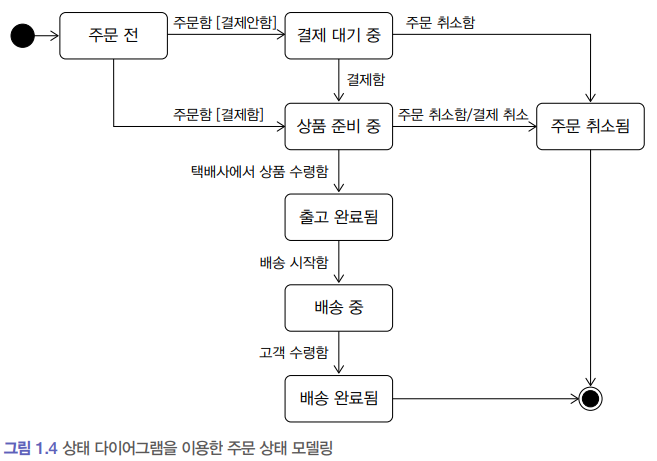 주문 전
주문함 [결제안함]
결제 대기 중
주문 취소함
결제함
주문함 [결제함]
상품 준비 중
주문 취소함/결제 취소
주문 취소됨
택배사에서 상품 수령함
출고 완료됨
배송 시작함
배송 중
고객 수령함
배송 완료됨
그림 1.4 상태 다이어그램을 이용한 주문 상태 모델링